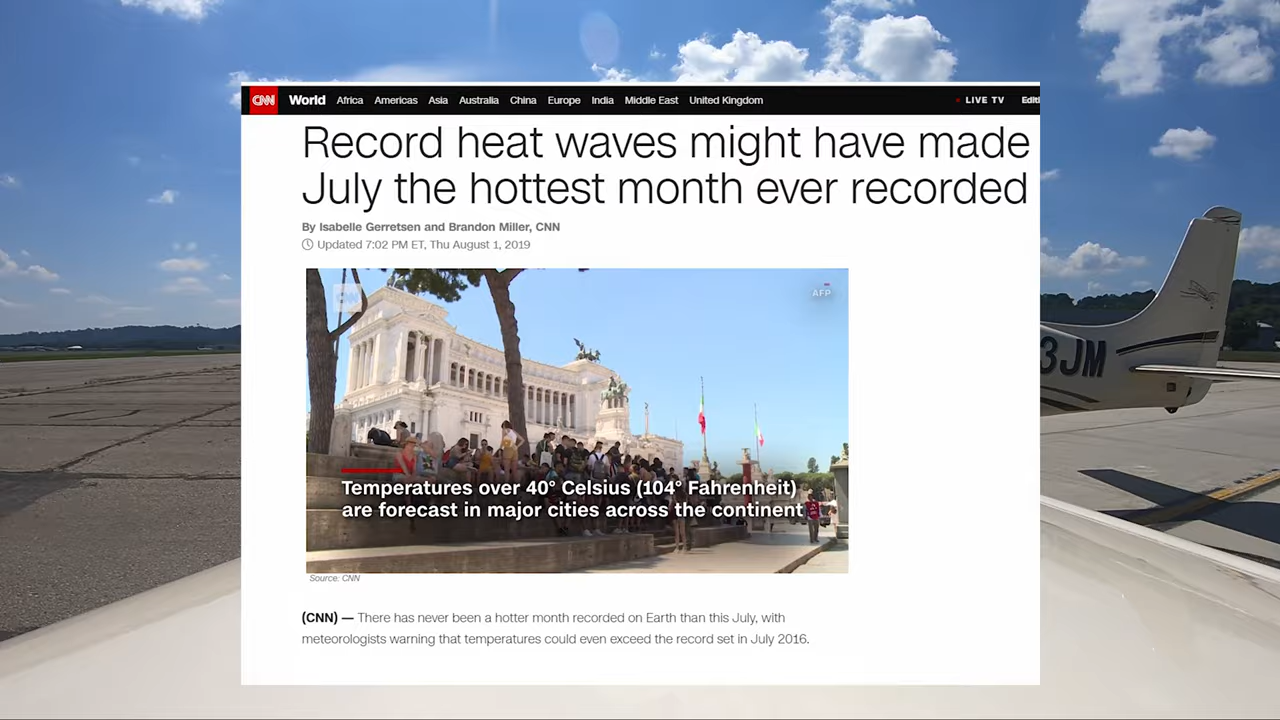 CNN World Africa Americas Asia Australia China Europe India Middle East United Kingdom LIVE TV
Record heat waves might have made
July the hottest month ever recorded
By Isabelle Gerretsen and Brandon Miller, CNN
Updated 7:02 PM ET, Thu August 1, 2019
CNN
AFP
Temperatures over 40° Celsius (104° Fahrenheit)
are forecast in major cities across the continent
Source: CNN
(CNN) — There has never been a hotter month recorded on Earth than this July, with
meteorologists warning that temperatures could even exceed the record set in July 2016.
3JM